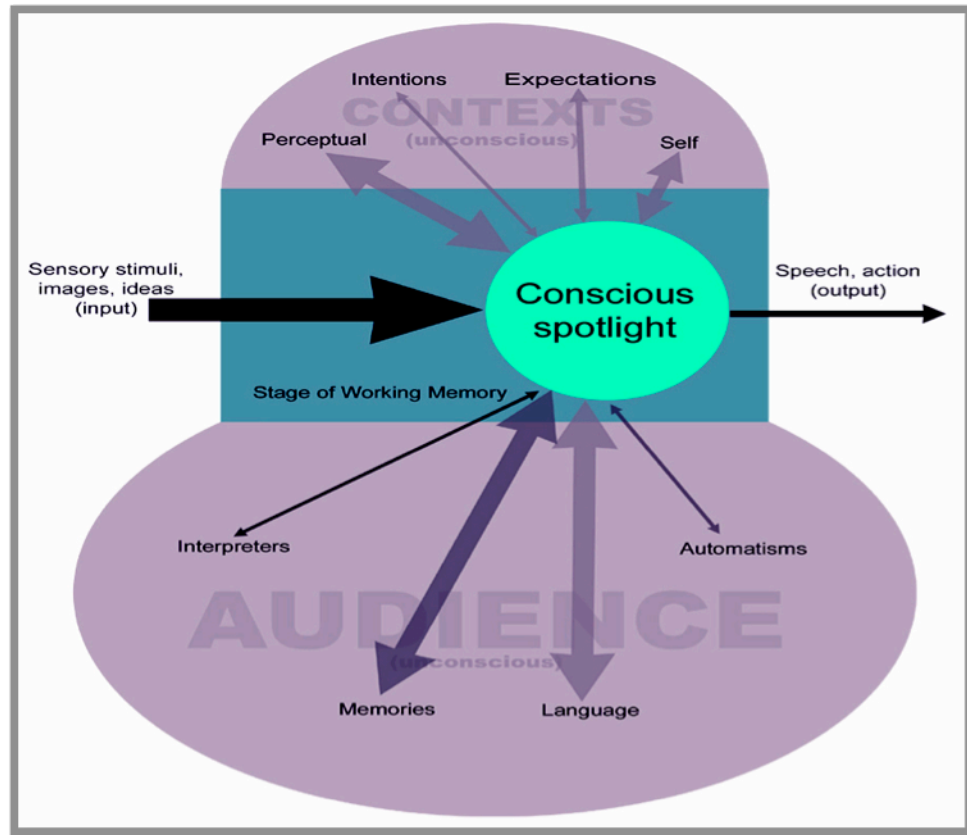 Intentions
Expectations
CONTEXTS
(unconscious)
Perceptual
Self
Sensory stimuli,
images, ideas
(input)
Conscious
spotlight
Speech, action
(output)
Stage of Working Memory
Interpreters
Automatisms
AUDIENCE
(unconscious)
Memories
Language